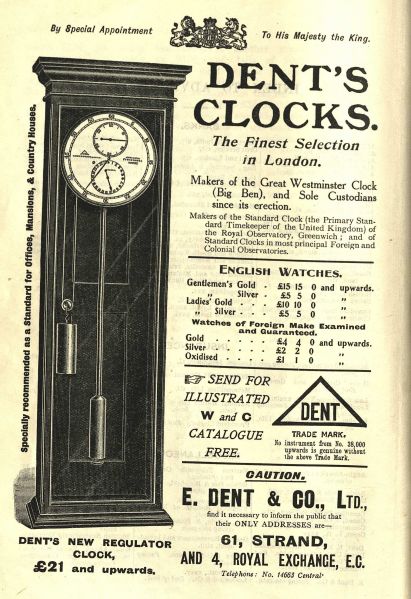 By Special Appointment To His Majesty the King.
DENT'S
CLOCKS.
The Finest Selection
in London.
Makers of the Great Westminster Clock
(Big Ben), and Sole Custodians
since its erection.
Makers of the Standard Clock (the Primary Stan-
dard Timekeeper of the United Kingdom) of
the Royal Observatory, Greenwich; and of
Standard Clocks in most principal Foreign and
Colonial Observatories.
ENGLISH WATCHES.
Gentlemen's Gold . £15 15 0 and upwards.
„ Silver . £5 5 0 „
Ladies' Gold . . £10 10 0 „
„ Silver . . £5 5 0 „
Watches of Foreign Make Examined
and Guaranteed.
Gold . . . . . £4 4 0 and upwards.
Silver . . . . £2 2 0 „
Oxidised . . . . £1 1 0 „
☞ SEND FOR
ILLUSTRATED
W and C
CATALOGUE
FREE.
DENT
TRADE MARK.
No instrument from No. 38,000
upwards is genuine without
the above Trade Mark.
CAUTION.
E. DENT & CO., LTD.,
find it necessary to inform the public that
their ONLY ADDRESSES are—
61, STRAND,
AND 4, ROYAL EXCHANGE, E.C.
Telephone: No. 14663 Central
Specially recommended as a Standard for Offices, Mansions, & Country Houses.
DENT'S NEW REGULATOR
CLOCK,
£21 and upwards.